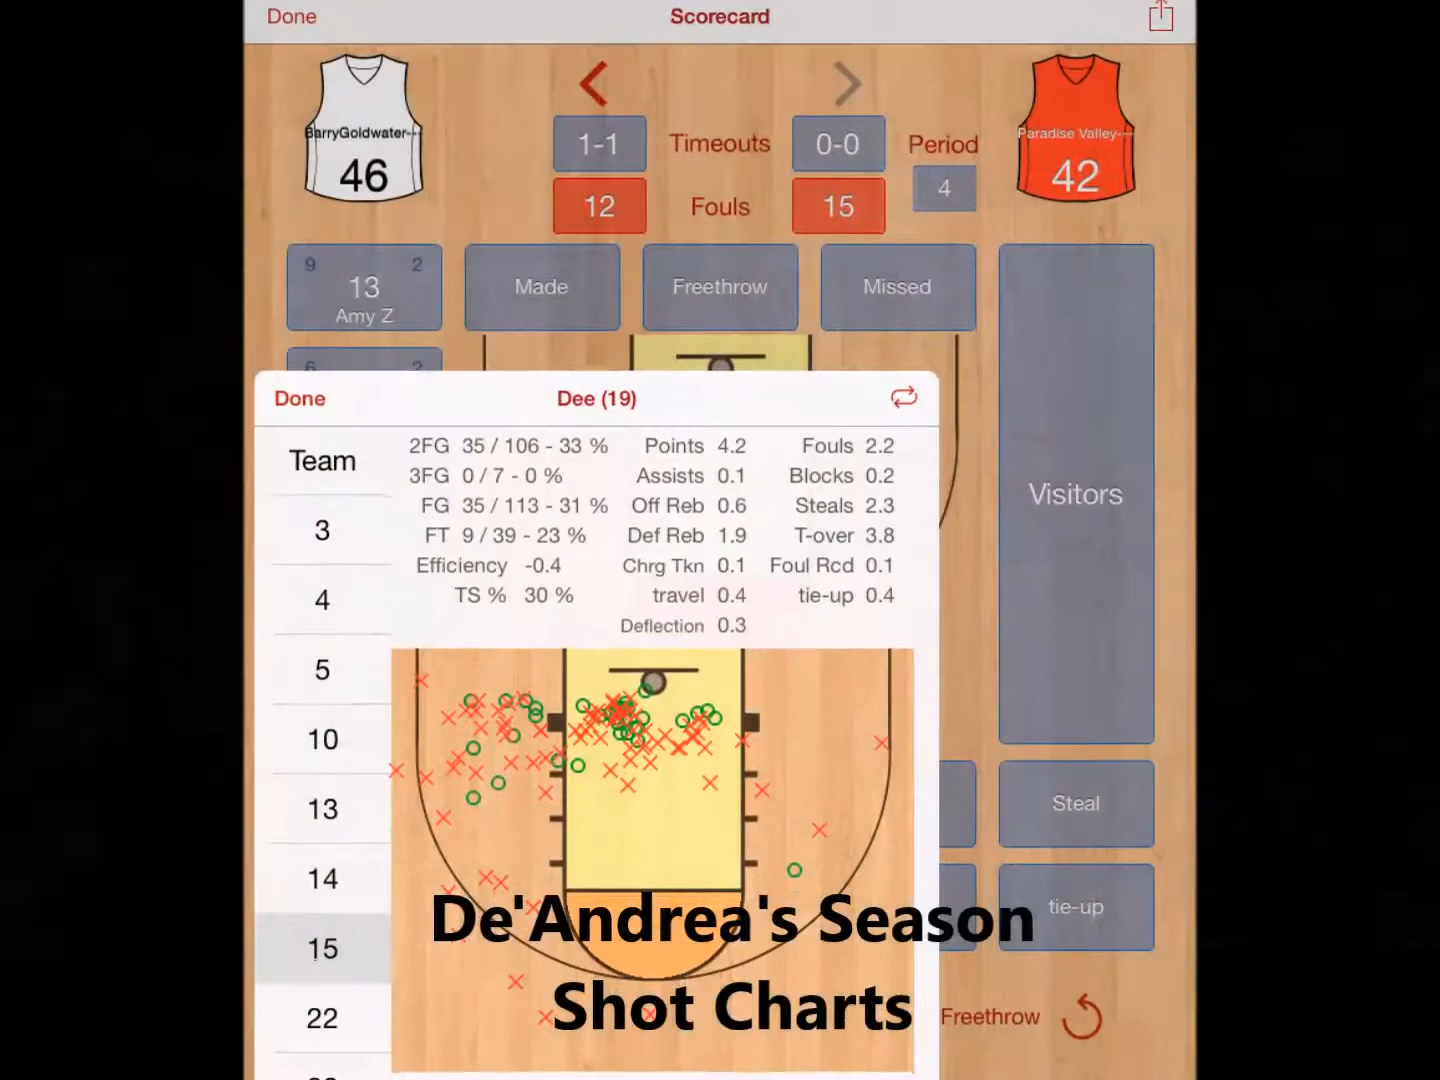 Done Scorecard
BarryGoldwater--- 1-1 Timeouts 0-0 Period Paradise Valley---
46 12 Fouls 15 4 42
9 2
13
Amy Z
Made Freethrow Missed
6 2
Visitors
Done Dee (19)
Team
3
4
5
10
13
14
15
22
2FG 35 / 106 - 33 % Points 4.2 Fouls 2.2
3FG 0 / 7 - 0 % Assists 0.1 Blocks 0.2
FG 35 / 113 - 31 % Off Reb 0.6 Steals 2.3
FT 9 / 39 - 23 % Def Reb 1.9 T-over 3.8
Efficiency -0.4 Chrg Tkn 0.1 Foul Rcd 0.1
TS % 30 % travel 0.4 tie-up 0.4
Deflection 0.3
Steal
tie-up
De'Andrea's Season
Shot Charts
Freethrow